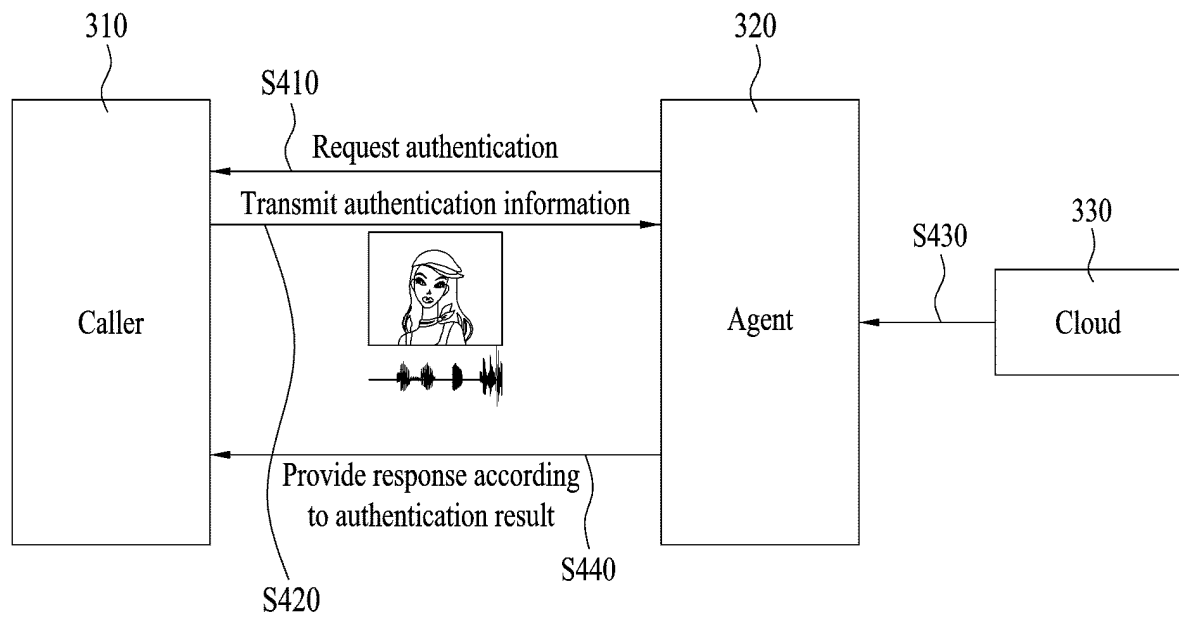 310
320
S410
Request authentication
Transmit authentication information
330
S430
Caller
Agent
Cloud
Provide response according
to authentication result
S440
S420